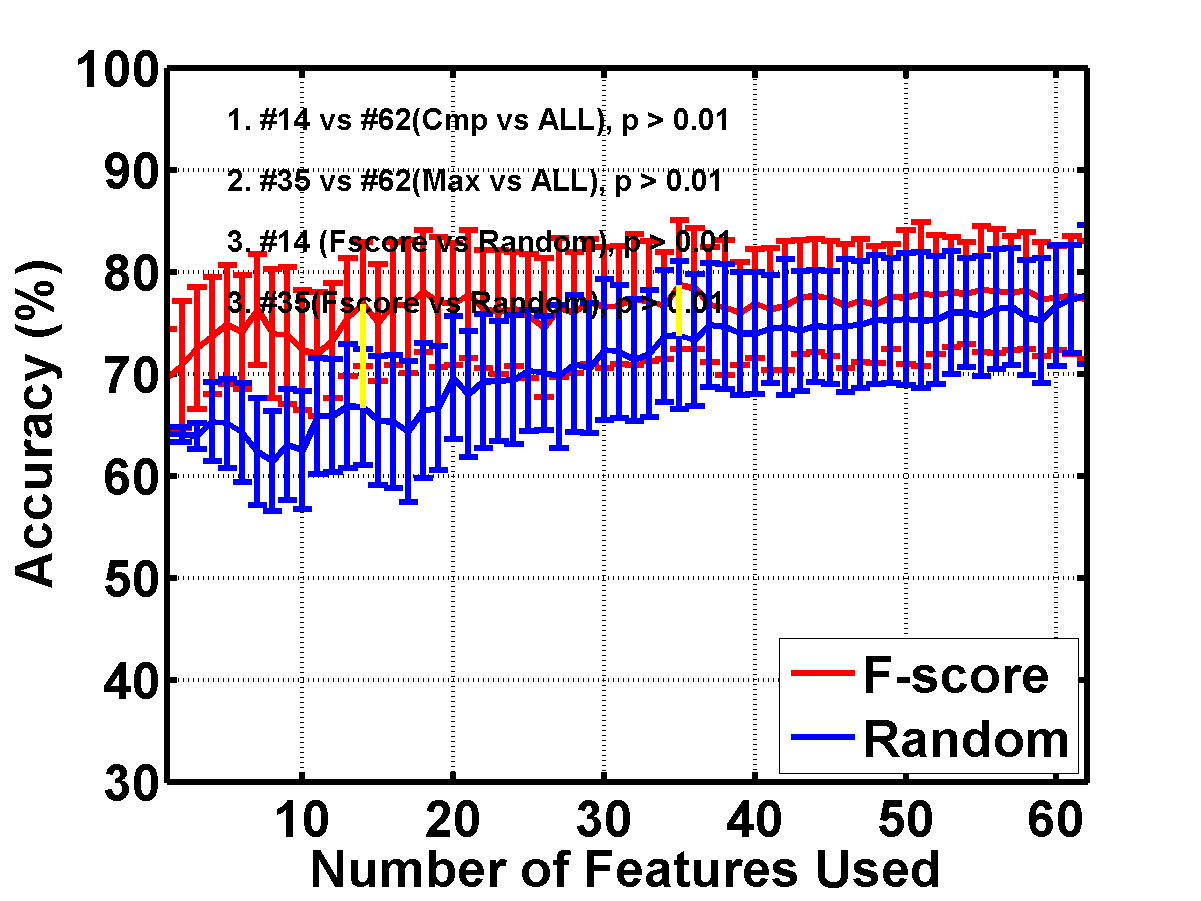 100
90
80
70
60
50
40
30
1. #14 vs #62(Cmp vs ALL), p > 0.01
2. #35 vs #62(Max vs ALL), p > 0.01
3. #14 (Fscore vs Random), p > 0.01
3. #35(Fscore vs Random), p > 0.01
Accuracy (%)
F-score
Random
10 20 30 40 50 60
Number of Features Used